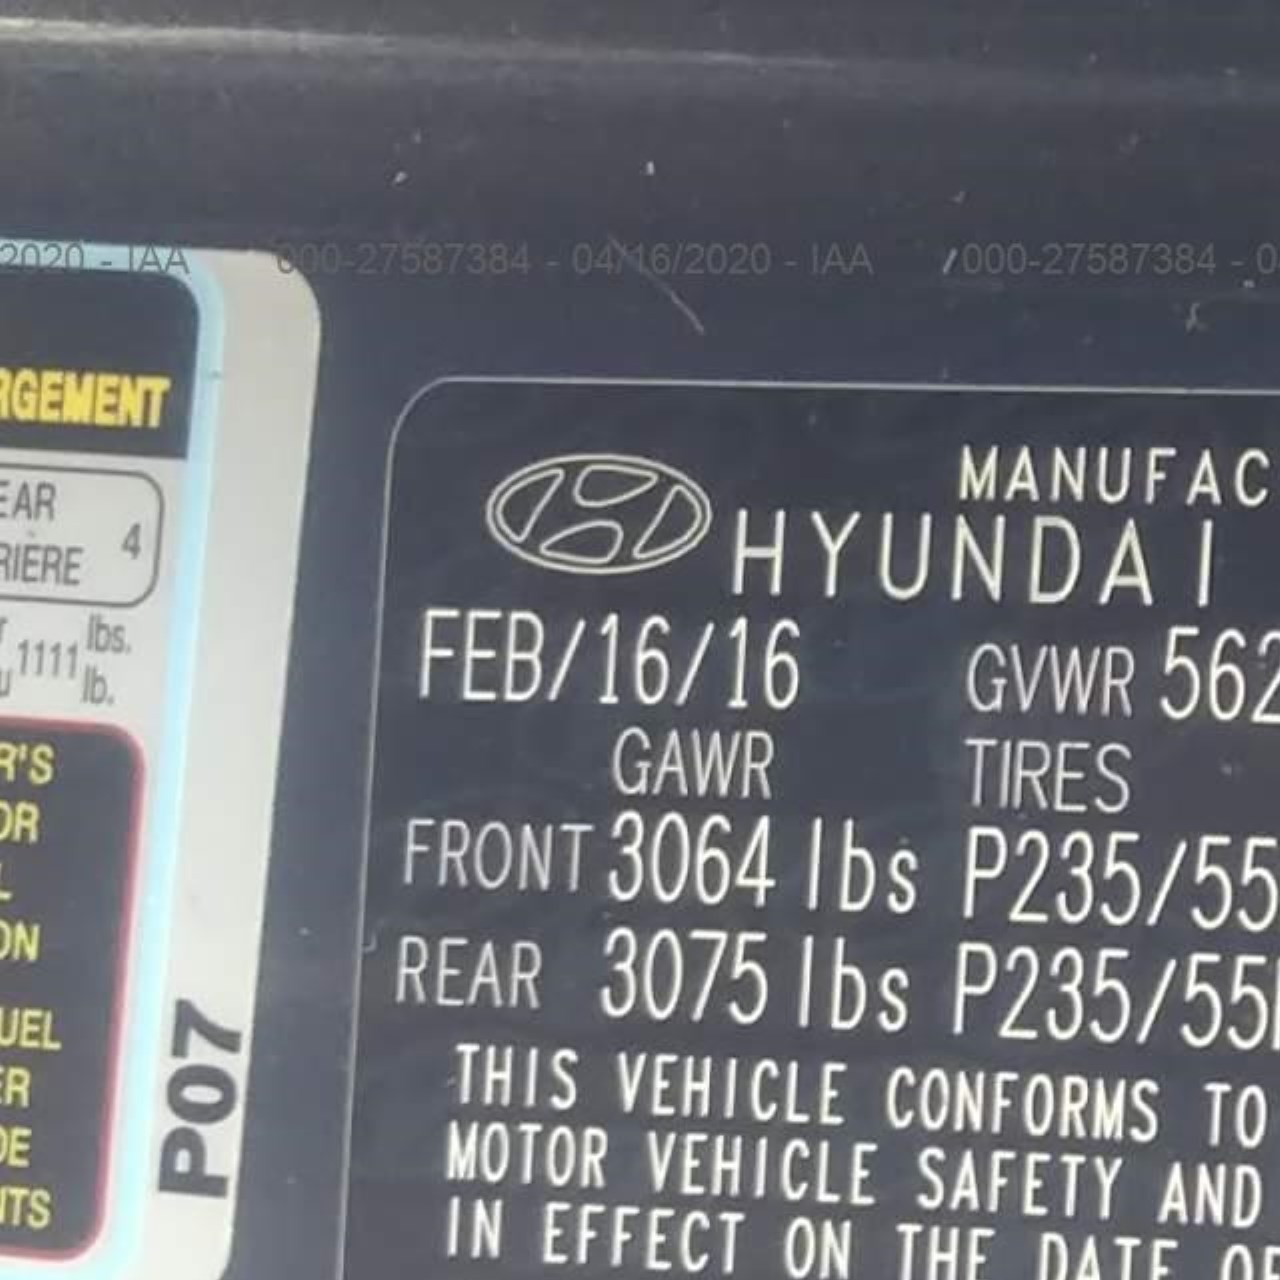 2020 - IAA 000-27587384 - 04/16/2020 - IAA 000-27587384 - 0
RGEMENT
EAR
RIÈRE 4
1111 lbs.
lb.
R'S
OR
L
ON
UEL
ER
DE
NTS
P07
MANUFAC
HYUNDAI
FEB/16/16 GVWR 562
GAWR TIRES
FRONT 3064 lbs P235/55
REAR 3075 lbs P235/55
THIS VEHICLE CONFORMS TO
MOTOR VEHICLE SAFETY AND
IN EFFECT ON THE DATE OF